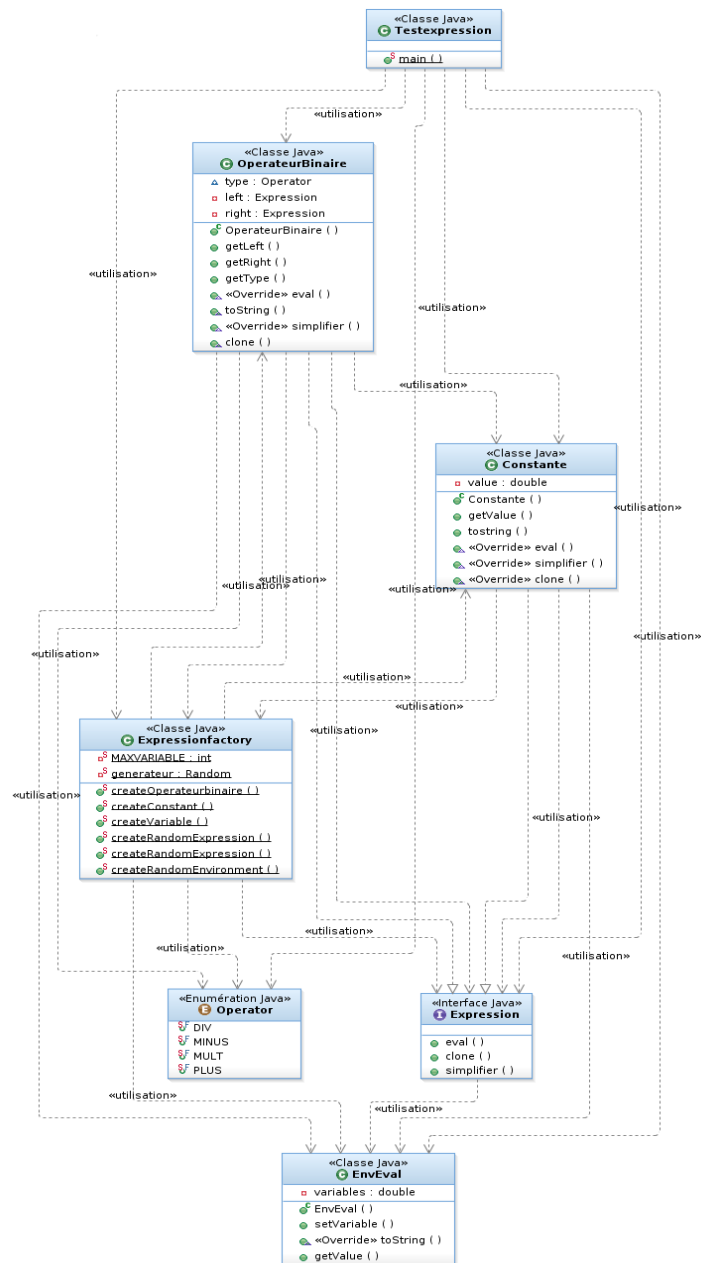 «Classe Java»
Testexpression
main ( )
«utilisation»
«Classe Java»
OperateurBinaire
type : Operator
left : Expression
right : Expression
OperateurBinaire ( )
getLeft ( )
getRight ( )
getType ( )
«Override» eval ( )
toString ( )
«Override» simplifier ( )
clone ( )
«utilisation»
«utilisation»
«utilisation»
«Classe Java»
Constante
value : double
Constante ( )
getValue ( )
tostring ( )
«Override» eval ( )
«Override» simplifier ( )
«Override» clone ( )
«utilisation»
«utilisation»
«utilisation»
«utilisation»
«utilisation»
«utilisation»
«utilisation»
«Classe Java»
Expressionfactory
MAXVARIABLE : int
generateur : Random
createOperateurbinaire ( )
createConstant ( )
createVariable ( )
createRandomExpression ( )
createRandomExpression ( )
createRandomEnvironment ( )
«utilisation»
«utilisation»
«utilisation»
«utilisation»
«utilisation»
«utilisation»
«Enumération Java»
Operator
DIV
MINUS
MULT
PLUS
«Interface Java»
Expression
eval ( )
clone ( )
simplifier ( )
«utilisation»
«utilisation»
«Classe Java»
EnvEval
variables : double
EnvEval ( )
setVariable ( )
«Override» toString ( )
getValue ( )